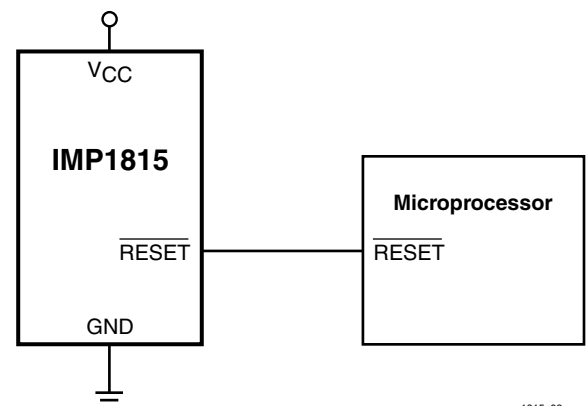 VCC
IMP1815
Microprocessor
RESET
RESET
GND